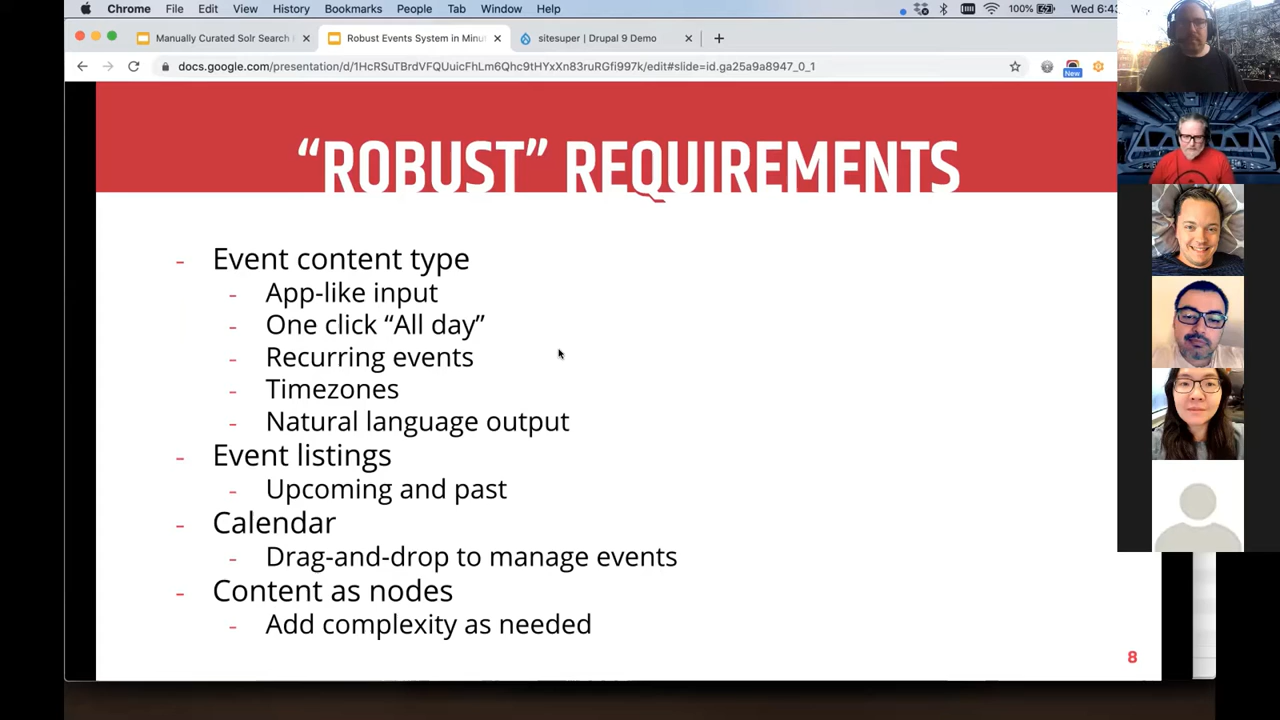 Chrome File Edit View History Bookmarks People Tab Window Help 100% Wed 6:43
Manually Curated Solr Search
Robust Events System in Minut
sitesuper | Drupal 9 Demo
docs.google.com/presentation/d/1HcRSuTBrdVFQUuicFhLm6Qhc9tHYxXn83ruRGfi997k/edit#slide=id.ga25a9a8947_0_1
New
“ROBUST” REQUIREMENTS
- Event content type
- App-like input
- One click “All day”
- Recurring events
- Timezones
- Natural language output
- Event listings
- Upcoming and past
- Calendar
- Drag-and-drop to manage events
- Content as nodes
- Add complexity as needed
8